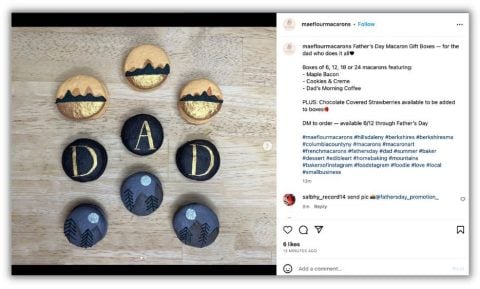 maeflourmacarons • Follow
maeflourmacarons Father's Day Macaron Gift Boxes — for the
dad who does it all🖤
Boxes of 6, 12, 18 or 24 macarons featuring:
- Maple Bacon
- Cookies & Creme
- Dad's Morning Coffee
PLUS: Chocolate Covered Strawberries available to be added
to boxes🍓
DM to order — available 6/12 through Father's Day
#maeflourmacarons #hillsdaleny #berkshires #berkshiresma
#columbiacountyny #macarons #macaronart
#frenchmacarons #fathersday #dad #summer #baker
#dessert #edibleart #homebaking #mountains
#bakersofinstagram #foodstagram #foodie #love #local
#smallbusiness
13m
salbhy_record14 send pic 📸@fathersday_promotion_
8m Reply
6 likes
13 MINUTES AGO
Add a comment...
Post
D A D